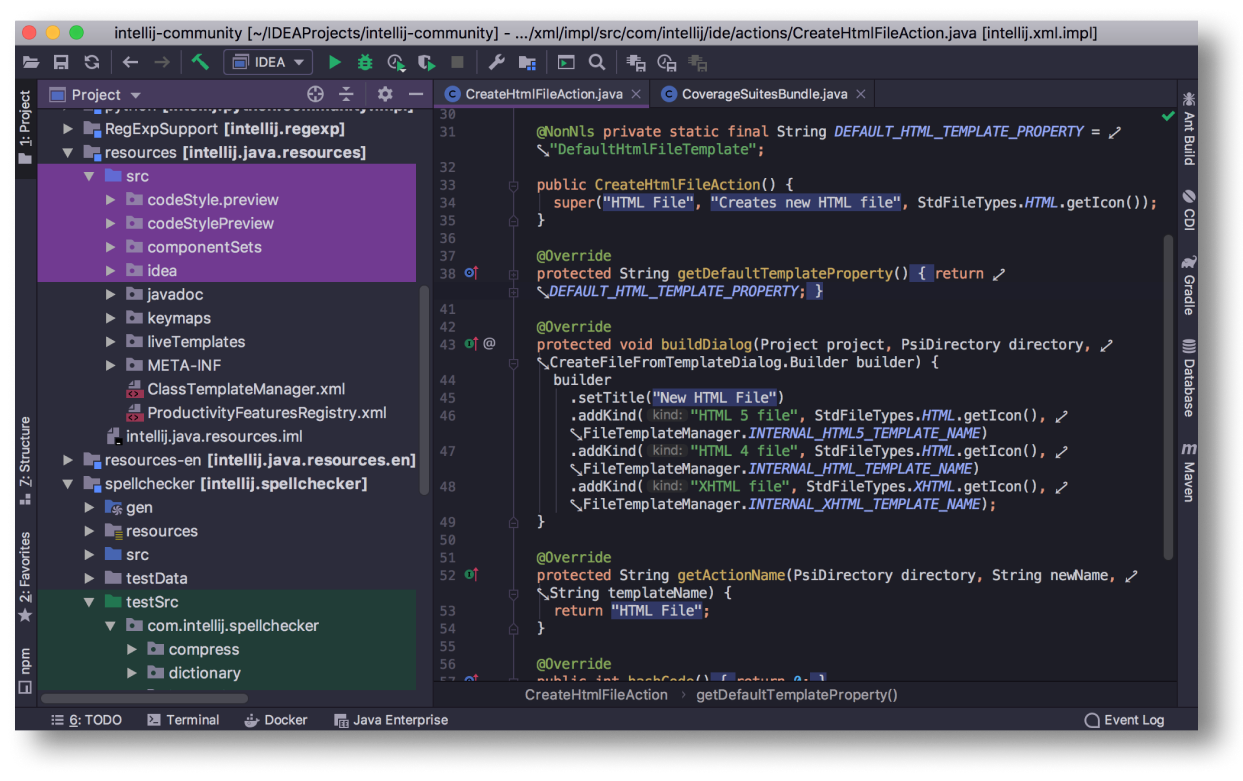 intellij-community [~/IDEAProjects/intellij-community] - .../xml/impl/src/com/intellij/ide/actions/CreateHtmlFileAction.java [intellij.xml.impl]
IDEA
1: Project
Z: Structure
2: Favorites
npm
Project
RegExpSupport [intellij.regexp]
resources [intellij.java.resources]
src
codeStyle.preview
codeStylePreview
componentSets
idea
javadoc
keymaps
liveTemplates
META-INF
ClassTemplateManager.xml
ProductivityFeaturesRegistry.xml
intellij.java.resources.iml
resources-en [intellij.java.resources.en]
spellchecker [intellij.spellchecker]
gen
resources
src
testData
testSrc
com.intellij.spellchecker
compress
dictionary
CreateHtmlFileAction.java
CoverageSuitesBundle.java
30
31 @NonNls private static final String DEFAULT_HTML_TEMPLATE_PROPERTY =
"DefaultHtmlFileTemplate";
32
33 public CreateHtmlFileAction() {
34 super("HTML File", "Creates new HTML file", StdFileTypes.HTML.getIcon());
35 }
36
37 @Override
38 protected String getDefaultTemplateProperty() { return
DEFAULT_HTML_TEMPLATE_PROPERTY; }
41
42 @Override
43 @ protected void buildDialog(Project project, PsiDirectory directory,
CreateFileFromTemplateDialog.Builder builder) {
44 builder
45 .setTitle("New HTML File")
46 .addKind( kind: "HTML 5 file", StdFileTypes.HTML.getIcon(),
FileTemplateManager.INTERNAL_HTML5_TEMPLATE_NAME)
47 .addKind( kind: "HTML 4 file", StdFileTypes.HTML.getIcon(),
FileTemplateManager.INTERNAL_HTML_TEMPLATE_NAME)
48 .addKind( kind: "XHTML file", StdFileTypes.XHTML.getIcon(),
FileTemplateManager.INTERNAL_XHTML_TEMPLATE_NAME);
49 }
50
51 @Override
52 protected String getActionName(PsiDirectory directory, String newName,
String templateName) {
53 return "HTML File";
54 }
55
56 @Override
57 public int hashCode() { return 0; }
CreateHtmlFileAction › getDefaultTemplateProperty()
Ant Build
CDI
Gradle
Database
m Maven
6: TODO
Terminal
Docker
Java Enterprise
Event Log